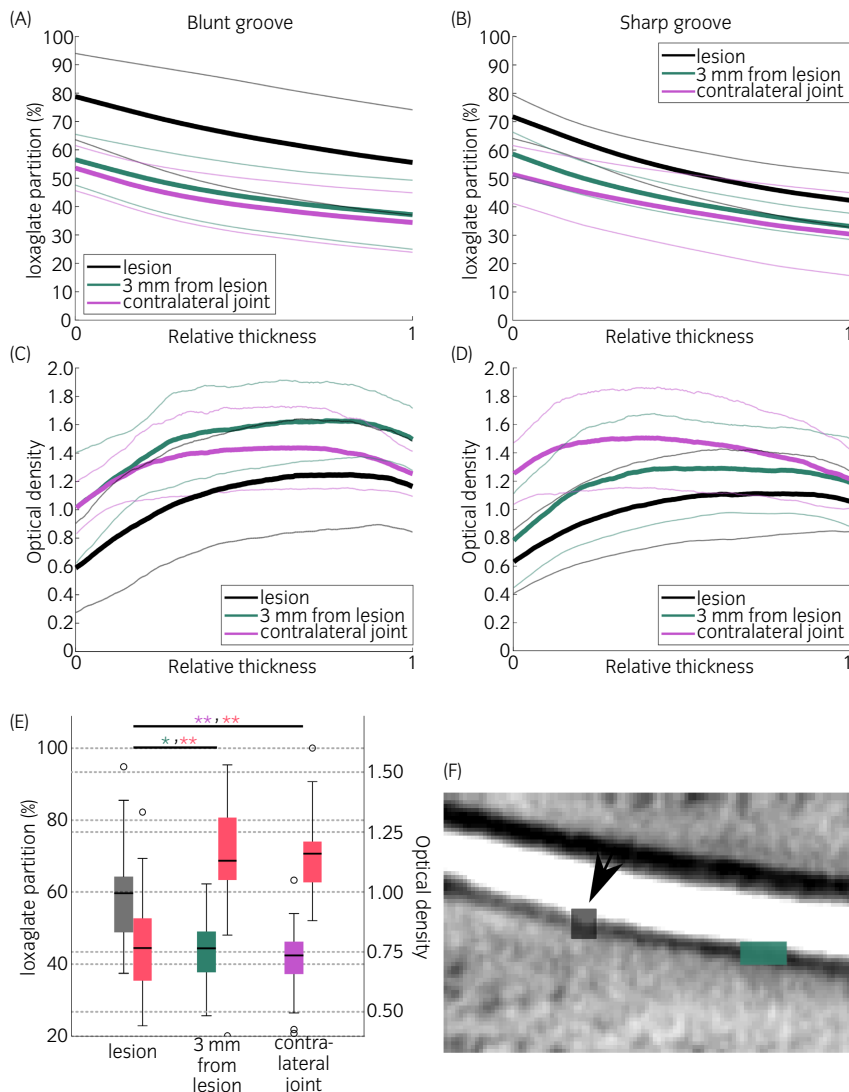 (A) Blunt groove
100
90
80
70
60
50
40
30
20
10
0
Ioxaglate partition (%)
lesion
3 mm from lesion
contralateral joint
0 Relative thickness 1
(B) Sharp groove
100
90
80
70
60
50
40
30
20
10
0
Ioxaglate partition (%)
lesion
3 mm from lesion
contralateral joint
0 Relative thickness 1
(C)
2.0
1.8
1.6
1.4
1.2
1.0
0.8
0.6
0.4
0.2
0
Optical density
lesion
3 mm from lesion
contralateral joint
0 Relative thickness 1
(D)
2.0
1.8
1.6
1.4
1.2
1.0
0.8
0.6
0.4
0.2
0
Optical density
lesion
3 mm from lesion
contralateral joint
0 Relative thickness 1
(E)
**,**
*,**
100
80
60
40
20
Ioxaglate partition (%)
1.50
1.25
1.00
0.75
0.50
Optical density
lesion
3 mm
from
lesion
contra-
lateral
joint
(F)